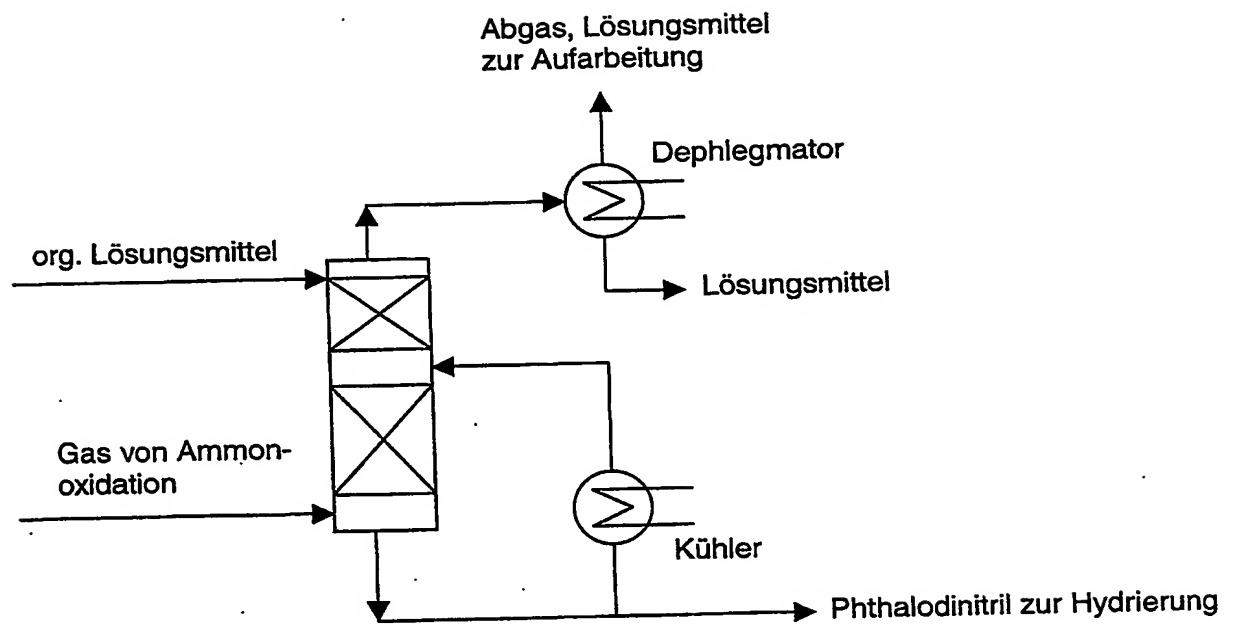 Abgas, Lösungsmittel
zur Aufarbeitung
Dephlegmator
org. Lösungsmittel
Lösungsmittel
Gas von Ammon-
oxidation
Kühler
Phthalodinitril zur Hydrierung